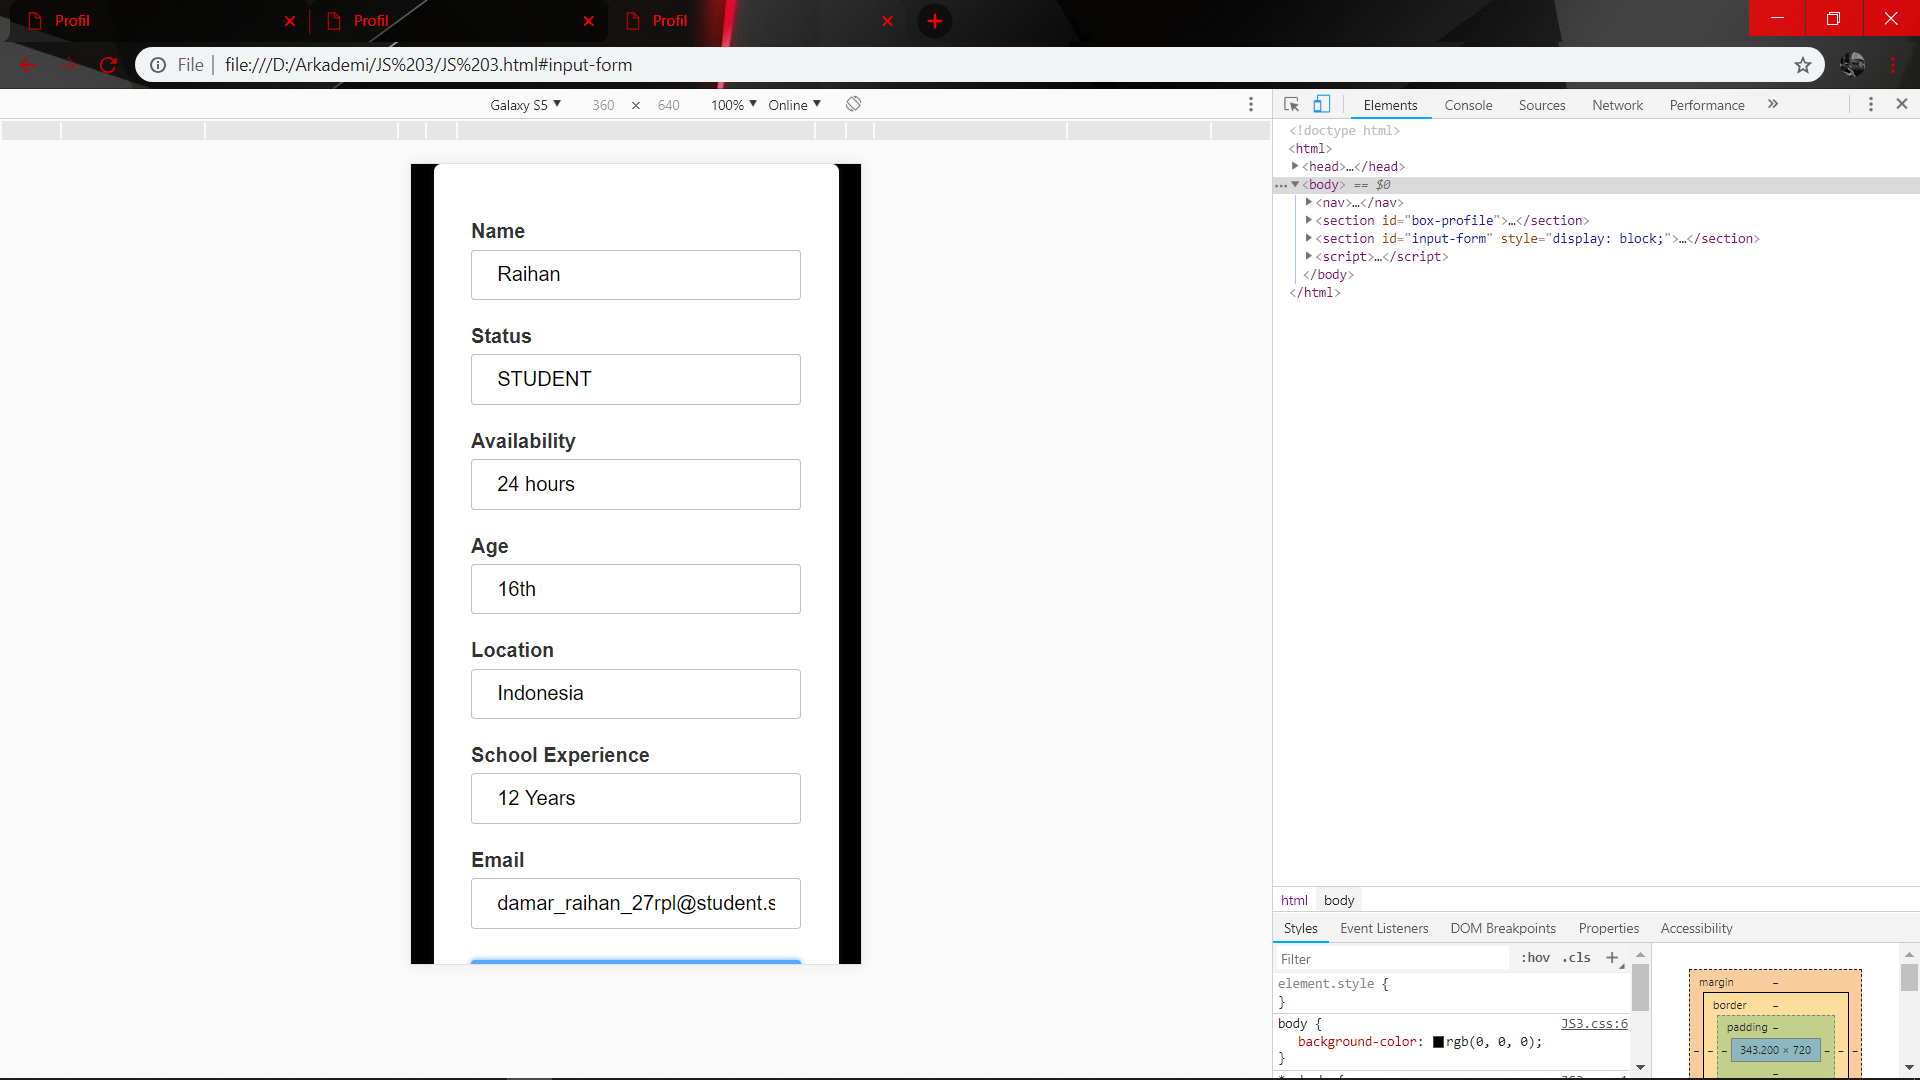 Profil
Profil
Profil
File
file:///D:/Arkademi/JS%203/JS%203.html#input-form
Galaxy S5 360 × 640 100% Online
Elements Console Sources Network Performance »
<!doctype html>
<html>
<head>…</head>
<body> == $0
<nav>…</nav>
<section id="box-profile">…</section>
<section id="input-form" style="display: block;">…</section>
<script>…</script>
</body>
</html>
Name
Raihan
Status
STUDENT
Availability
24 hours
Age
16th
Location
Indonesia
School Experience
12 Years
Email
damar_raihan_27rpl@student.s
html body
Styles Event Listeners DOM Breakpoints Properties Accessibility
Filter :hov .cls +
element.style {
}
body { JS3.css:6
background-color: rgb(0, 0, 0);
}
margin –
border –
padding –
343.200 × 720